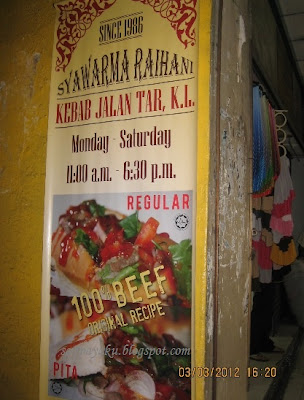 SINCE 1986
SYAWARMA RAIHANI
KEBAB JALAN TAR, K.L.
Monday - Saturday
11:00 a.m. - 6:30 p.m.
REGULAR
100% BEEF
ORIGINAL RECIPE
PITA
03/03/2012 16:20